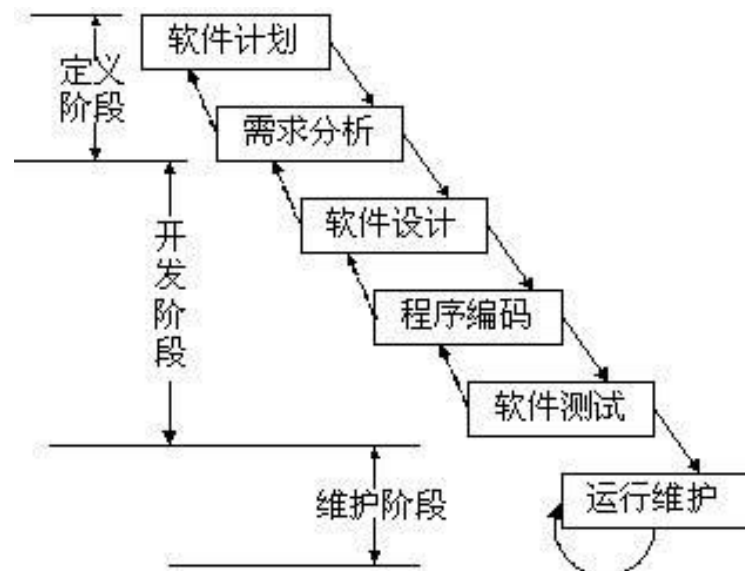 软件计划
定义
阶段
需求分析
软件设计
开
发
阶
段
程序编码
软件测试
运行维护
维护阶段